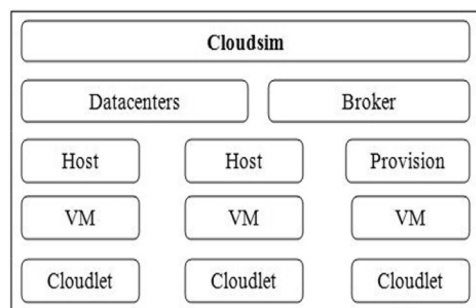 Cloudsim
Datacenters Broker
Host Host Provision
VM VM VM
Cloudlet Cloudlet Cloudlet